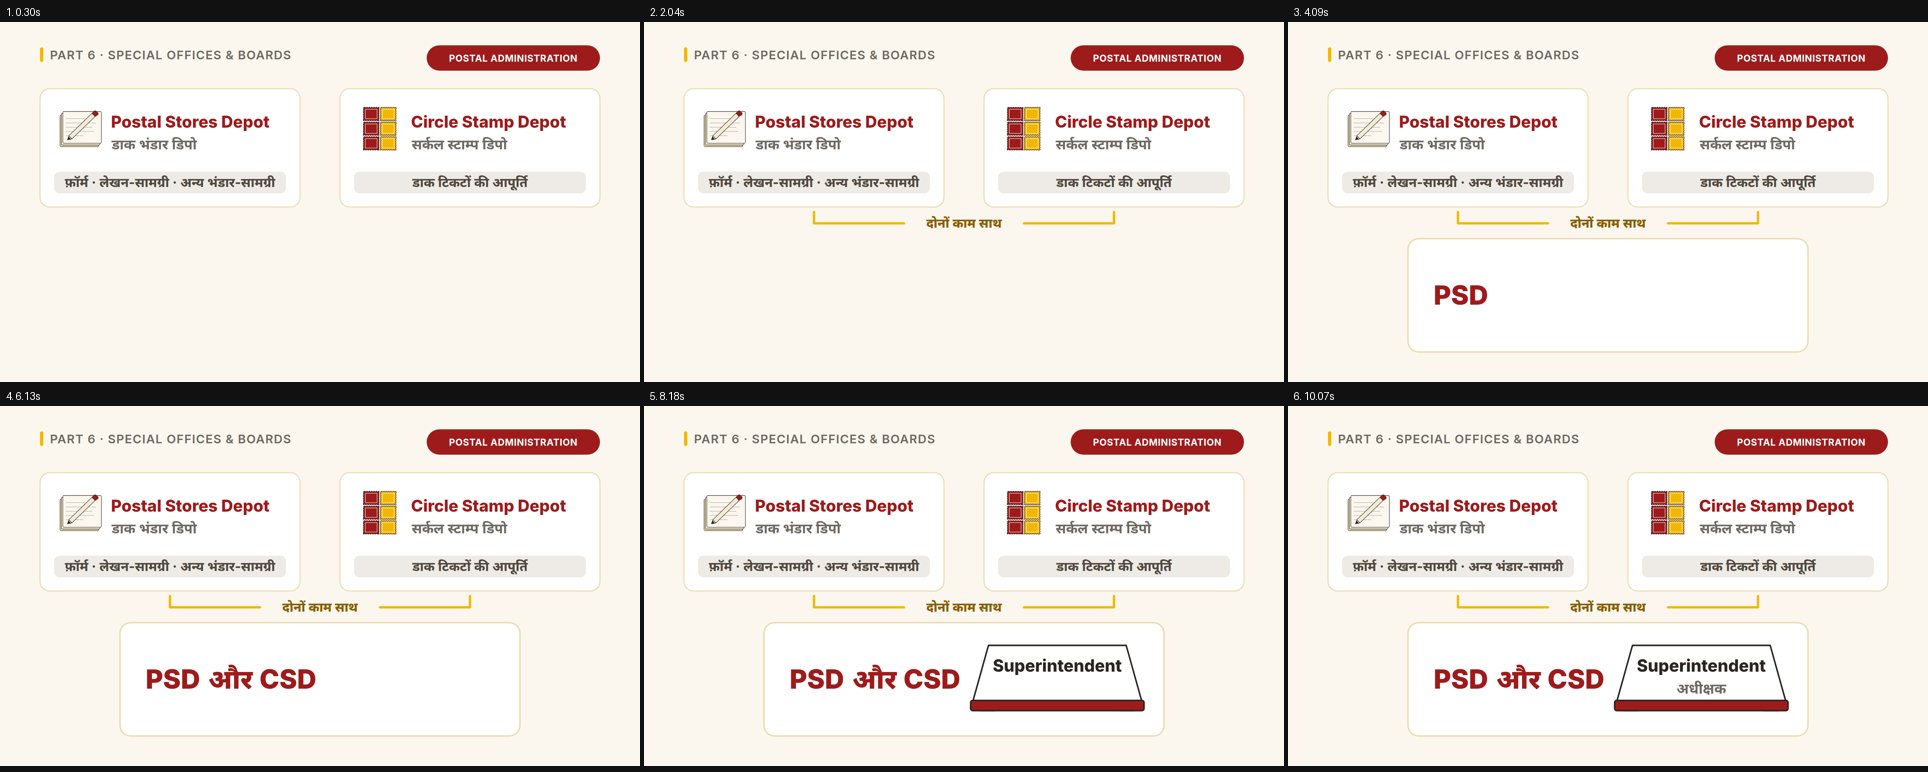 1. 0.30s
PART 6 · SPECIAL OFFICES & BOARDS
POSTAL ADMINISTRATION
Postal Stores Depot
डाक भंडार डिपो
फ़ॉर्म · लेखन-सामग्री · अन्य भंडार-सामग्री
Circle Stamp Depot
सर्कल स्टाम्प डिपो
डाक टिकटों की आपूर्ति
2. 2.04s
PART 6 · SPECIAL OFFICES & BOARDS
POSTAL ADMINISTRATION
Postal Stores Depot
डाक भंडार डिपो
फ़ॉर्म · लेखन-सामग्री · अन्य भंडार-सामग्री
Circle Stamp Depot
सर्कल स्टाम्प डिपो
डाक टिकटों की आपूर्ति
दोनों काम साथ
3. 4.09s
PART 6 · SPECIAL OFFICES & BOARDS
POSTAL ADMINISTRATION
Postal Stores Depot
डाक भंडार डिपो
फ़ॉर्म · लेखन-सामग्री · अन्य भंडार-सामग्री
Circle Stamp Depot
सर्कल स्टाम्प डिपो
डाक टिकटों की आपूर्ति
दोनों काम साथ
PSD
4. 6.13s
PART 6 · SPECIAL OFFICES & BOARDS
POSTAL ADMINISTRATION
Postal Stores Depot
डाक भंडार डिपो
फ़ॉर्म · लेखन-सामग्री · अन्य भंडार-सामग्री
Circle Stamp Depot
सर्कल स्टाम्प डिपो
डाक टिकटों की आपूर्ति
दोनों काम साथ
PSD और CSD
5. 8.18s
PART 6 · SPECIAL OFFICES & BOARDS
POSTAL ADMINISTRATION
Postal Stores Depot
डाक भंडार डिपो
फ़ॉर्म · लेखन-सामग्री · अन्य भंडार-सामग्री
Circle Stamp Depot
सर्कल स्टाम्प डिपो
डाक टिकटों की आपूर्ति
दोनों काम साथ
PSD और CSD
Superintendent
6. 10.07s
PART 6 · SPECIAL OFFICES & BOARDS
POSTAL ADMINISTRATION
Postal Stores Depot
डाक भंडार डिपो
फ़ॉर्म · लेखन-सामग्री · अन्य भंडार-सामग्री
Circle Stamp Depot
सर्कल स्टाम्प डिपो
डाक टिकटों की आपूर्ति
दोनों काम साथ
PSD और CSD
Superintendent
अधीक्षक